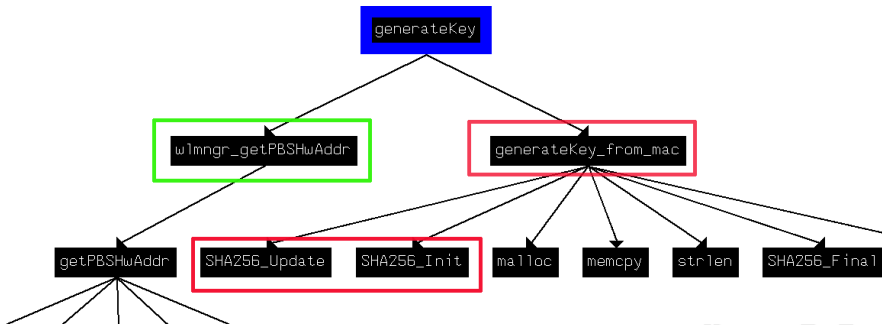 generateKey
wlmngr_getPBSHwAddr
generateKey_from_mac
getPBSHwAddr
SHA256_Update
SHA256_Init
malloc
memcpy
strlen
SHA256_Final